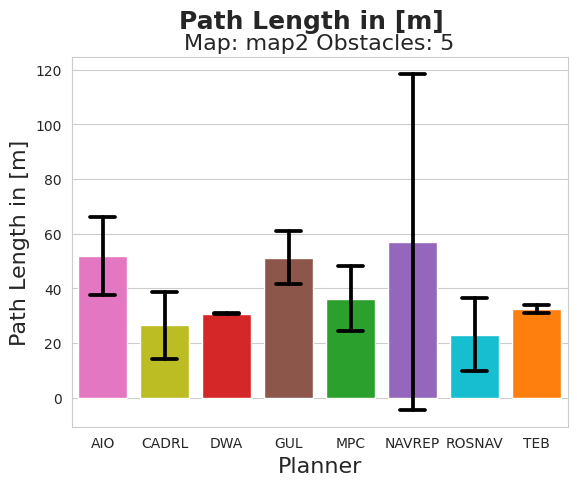 Path Length in [m]
Map: map2 Obstacles: 5
Path Length in [m]
120
100
80
60
40
20
0
AIO CADRL DWA GUL MPC NAVREP ROSNAV TEB
Planner